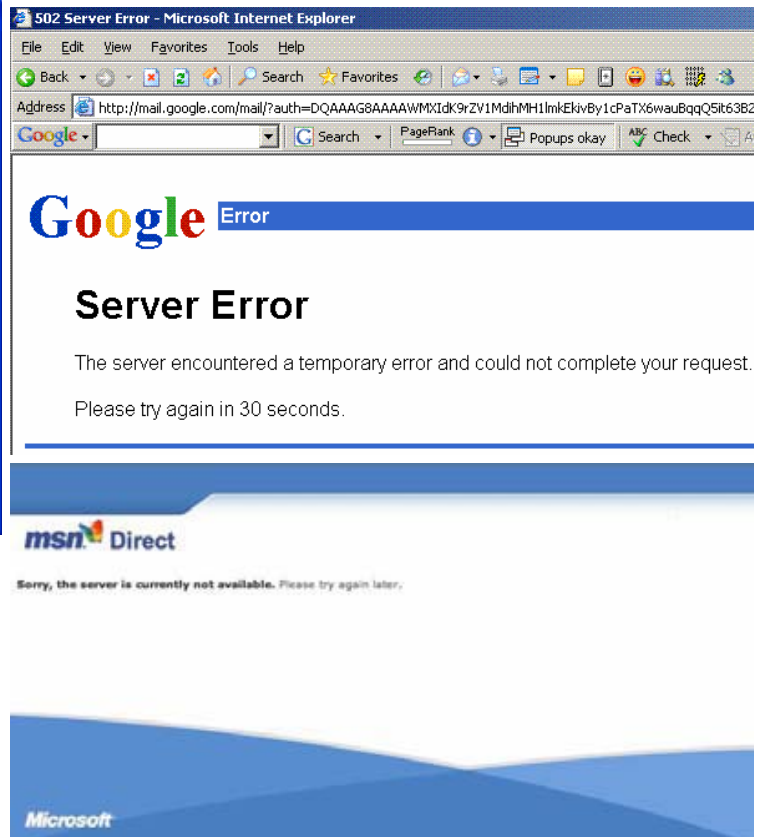 502 Server Error - Microsoft Internet Explorer
File Edit View Favorites Tools Help
Back Search Favorites
Address http://mail.google.com/mail/?auth=DQAAAG8AAAAWMXIdK9rZV1MdihMH1lmkEkivBy1cPaTX6wauBqqQ5it63B2
Google Search PageRank Popups okay ABC Check A
Google Error
Server Error
The server encountered a temporary error and could not complete your request.
Please try again in 30 seconds.
msn Direct
Sorry, the server is currently not available. Please try again later.
Microsoft